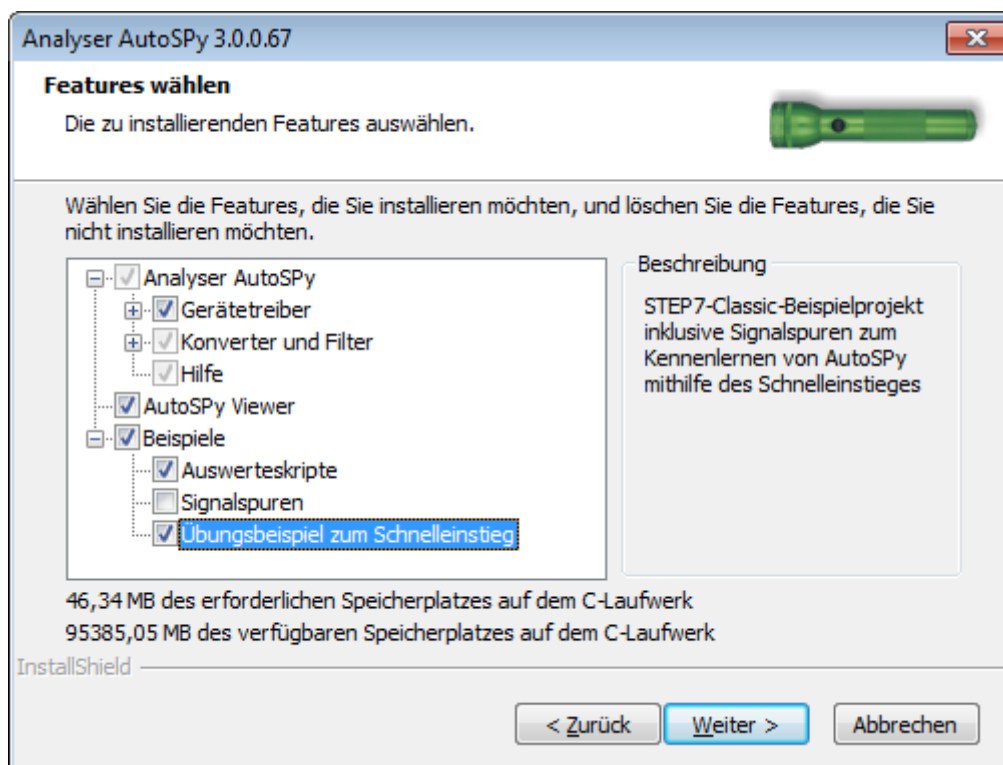 Analyser AutoSPy 3.0.0.67
Features wählen
Die zu installierenden Features auswählen.
Wählen Sie die Features, die Sie installieren möchten, und löschen Sie die Features, die Sie
nicht installieren möchten.
Analyser AutoSPy
Gerätetreiber
Konverter und Filter
Hilfe
AutoSPy Viewer
Beispiele
Auswerteskripte
Signalspuren
Übungsbeispiel zum Schnelleinstieg
Beschreibung
STEP7-Classic-Beispielprojekt
inklusive Signalspuren zum
Kennenlernen von AutoSPy
mithilfe des Schnelleinstieges
46,34 MB des erforderlichen Speicherplatzes auf dem C-Laufwerk
95385,05 MB des verfügbaren Speicherplatzes auf dem C-Laufwerk
InstallShield
< Zurück
Weiter >
Abbrechen